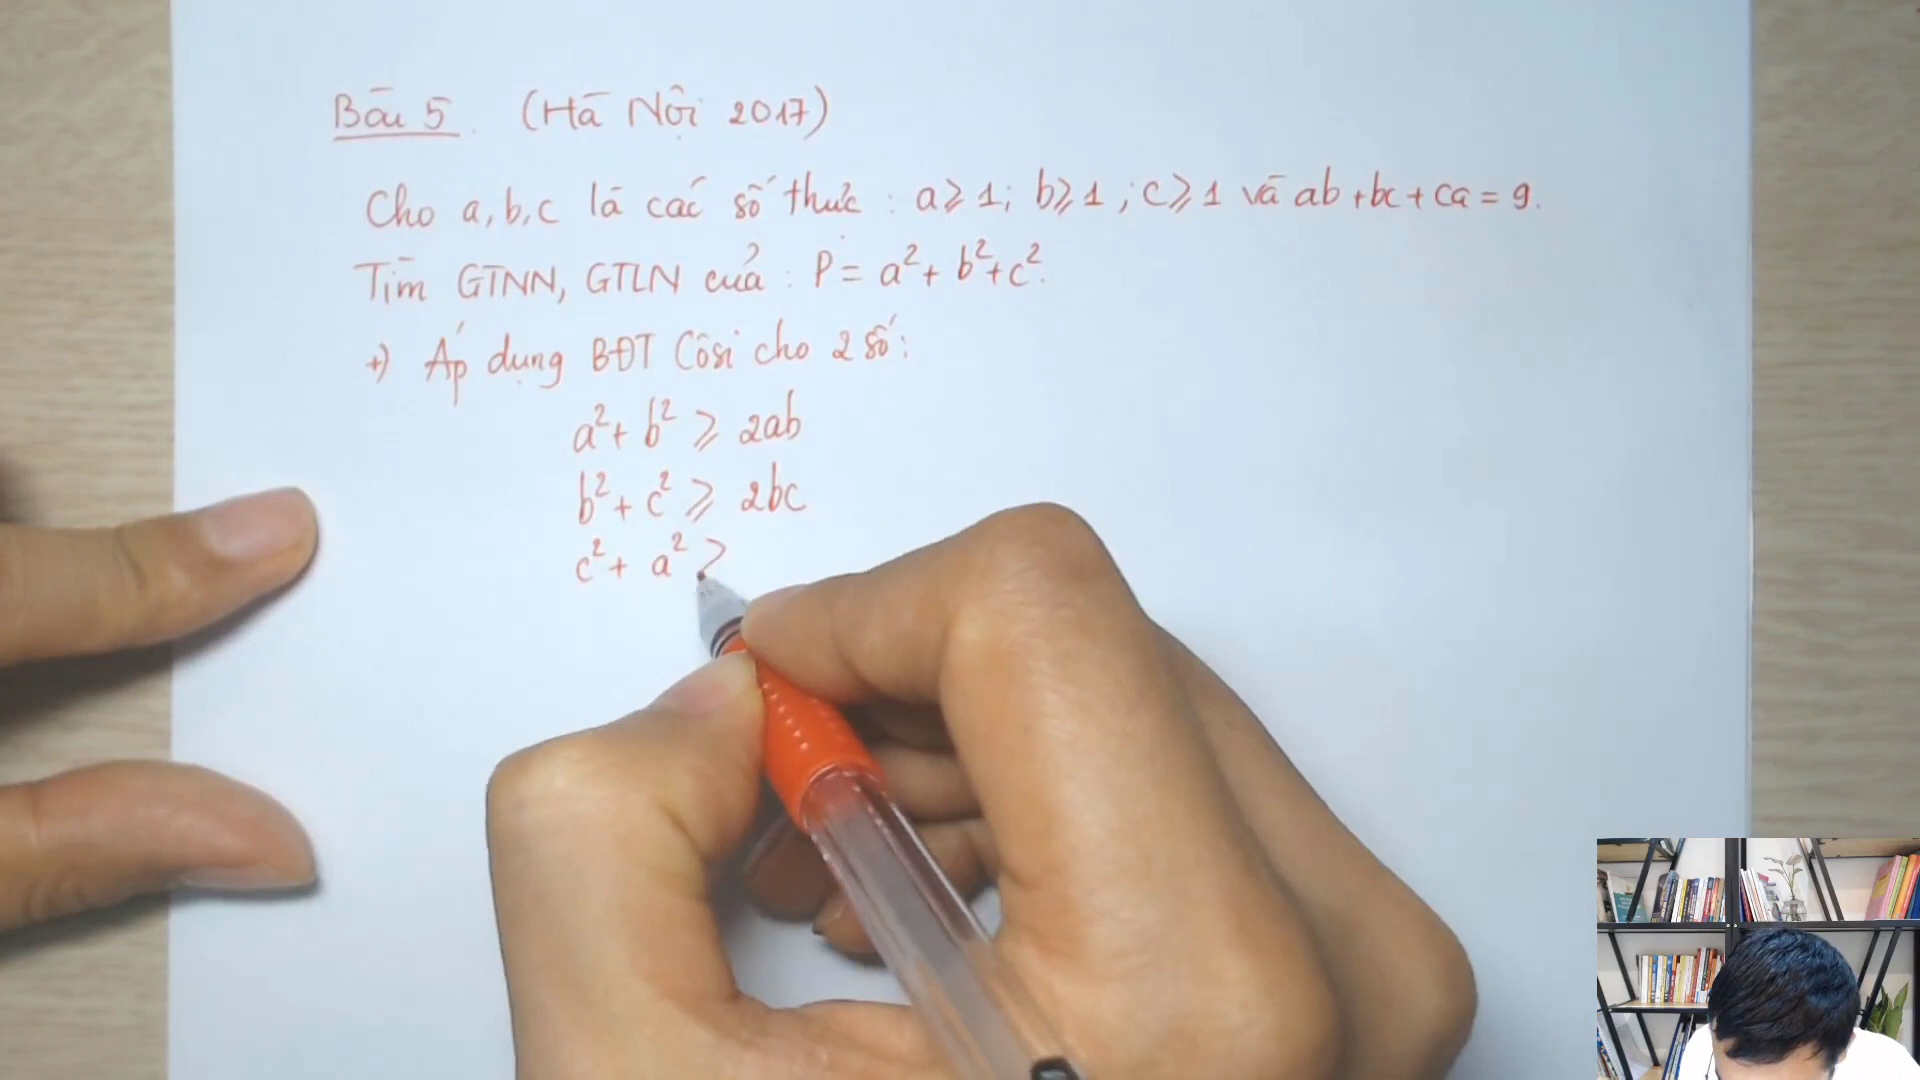 Bài 5. (Hà Nội 2017)
Cho a, b, c là các số thức : a ⩾ 1; b ⩾ 1 ; c ⩾ 1 và ab + bc + ca = 9.
Tìm GTNN, GTLN của : P = a² + b² + c².
+) Áp dụng BĐT Côsi cho 2 số :
a² + b² ⩾ 2ab
b² + c² ⩾ 2bc
c² + a² ⩾